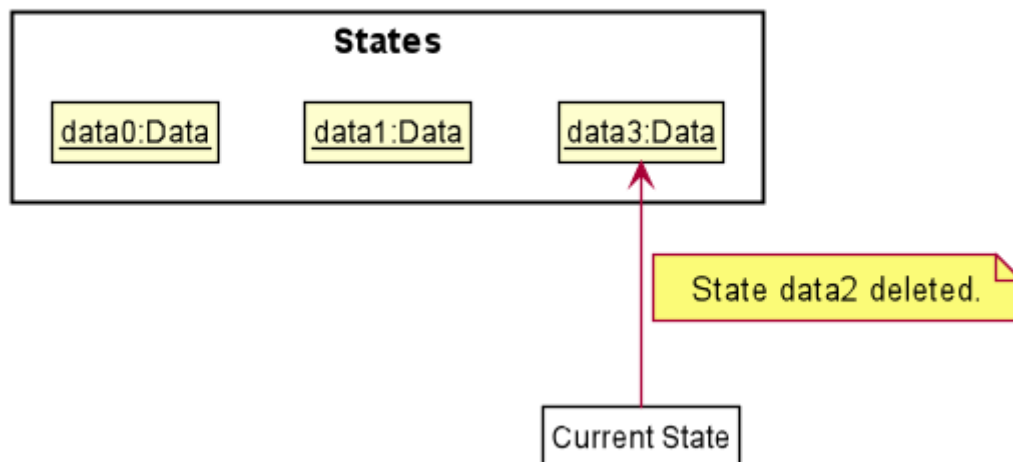 States
data0:Data
data1:Data
data3:Data
State data2 deleted.
Current State